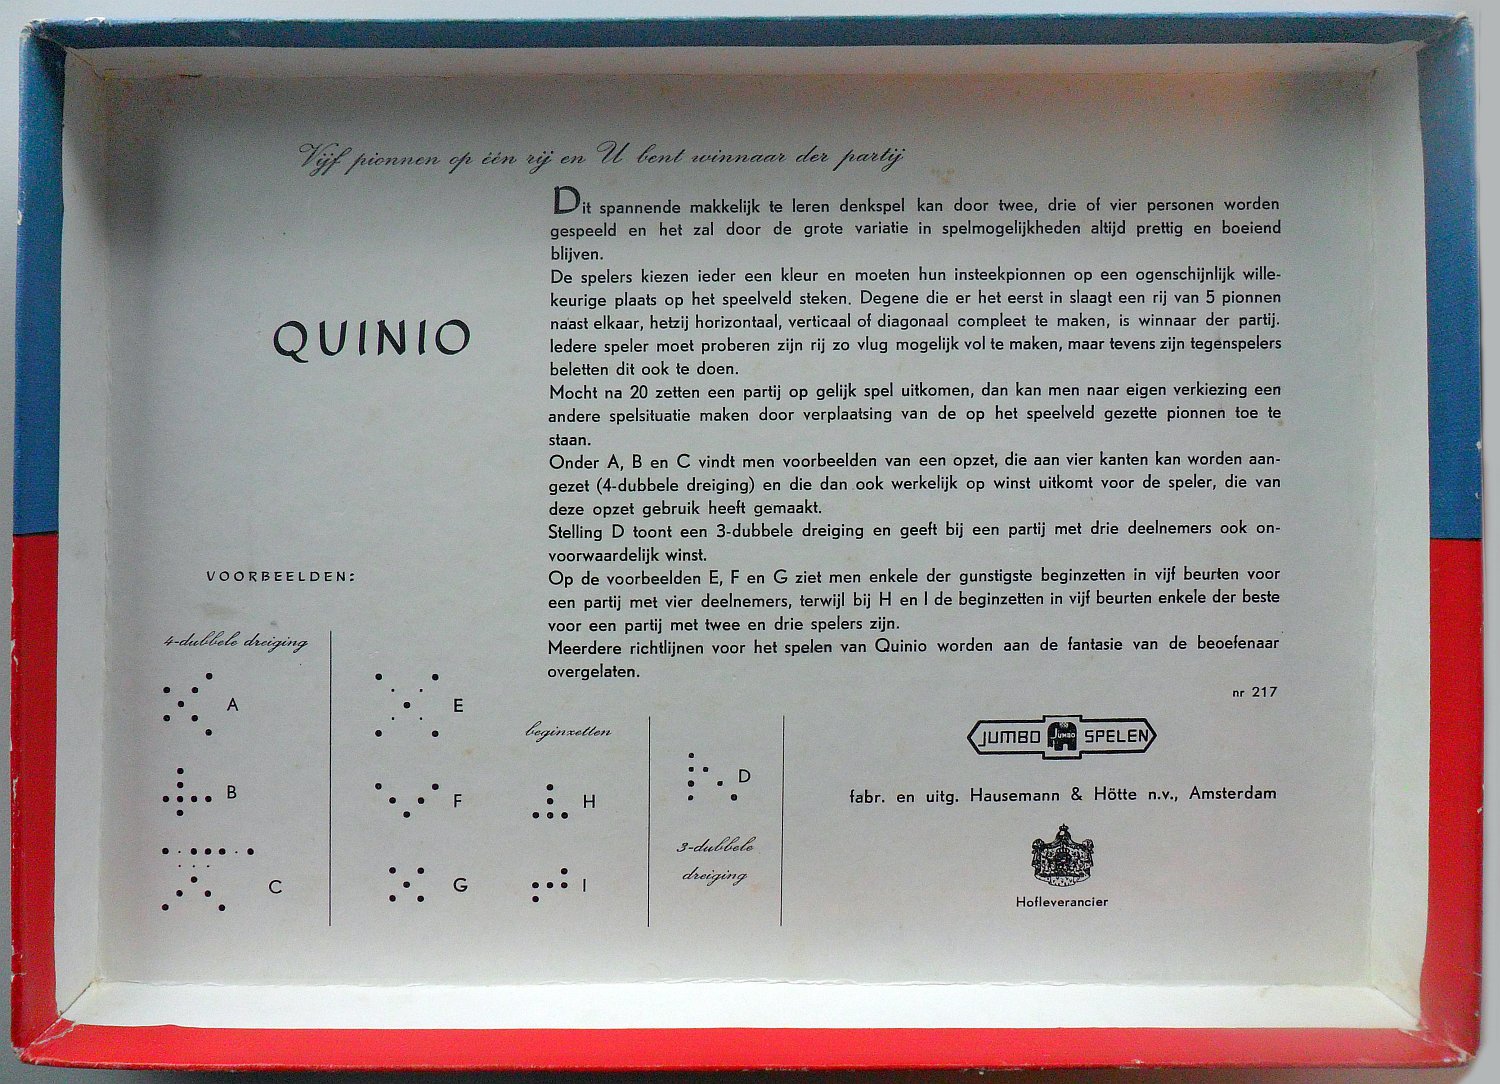 Vijf pionnen op één rij en U bent winnaar der partij
QUINIO
Dit spannende makkelijk te leren denkspel kan door twee, drie of vier personen worden
gespeeld en het zal door de grote variatie in spelmogelijkheden altijd prettig en boeiend
blijven.
De spelers kiezen ieder een kleur en moeten hun insteekpionnen op een ogenschijnlijk wille-
keurige plaats op het speelveld steken. Degene die er het eerst in slaagt een rij van 5 pionnen
naast elkaar, hetzij horizontaal, verticaal of diagonaal compleet te maken, is winnaar der partij.
Iedere speler moet proberen zijn rij zo vlug mogelijk vol te maken, maar tevens zijn tegenspelers
beletten dit ook te doen.
Mocht na 20 zetten een partij op gelijk spel uitkomen, dan kan men naar eigen verkiezing een
andere spelsituatie maken door verplaatsing van de op het speelveld gezette pionnen toe te
staan.
Onder A, B en C vindt men voorbeelden van een opzet, die aan vier kanten kan worden aan-
gezet (4-dubbele dreiging) en die dan ook werkelijk op winst uitkomt voor de speler, die van
deze opzet gebruik heeft gemaakt.
Stelling D toont een 3-dubbele dreiging en geeft bij een partij met drie deelnemers ook on-
voorwaardelijk winst.
Op de voorbeelden E, F en G ziet men enkele der gunstigste beginzetten in vijf beurten voor
een partij met vier deelnemers, terwijl bij H en I de beginzetten in vijf beurten enkele der beste
voor een partij met twee en drie spelers zijn.
Meerdere richtlijnen voor het spelen van Quinio worden aan de fantasie van de beoefenaar
overgelaten.
nr 217
VOORBEELDEN:
4-dubbele dreiging
A
B
C
E
F
G
beginzetten
H
I
D
3-dubbele
dreiging
JUMBO JUMBO SPELEN
fabr. en uitg. Hausemann & Hötte n.v., Amsterdam
Hofleverancier